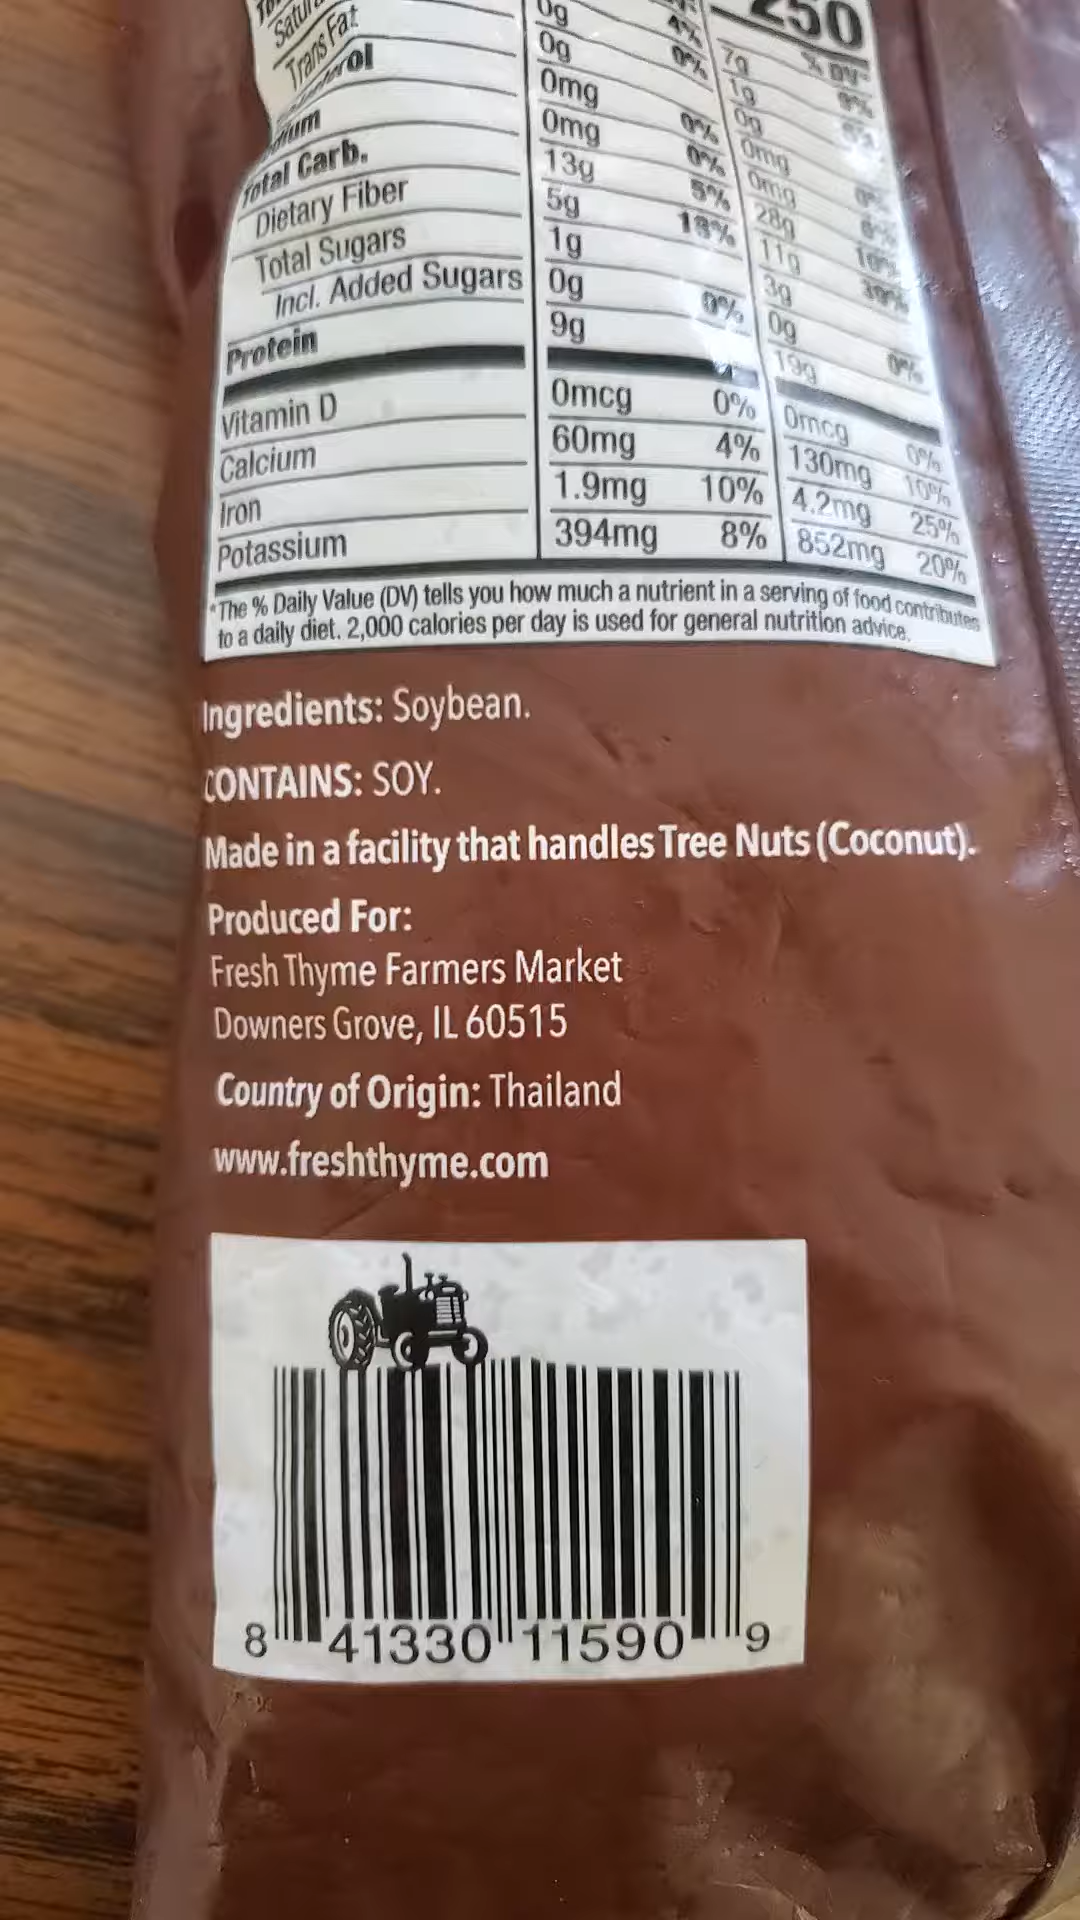 250
% DV*
0g 4% 7g 9%
Trans Fat 0g 1g
0mg 0% 0g
0mg 0% 0mg
Total Carb. 13g 0% 0mg
Dietary Fiber 5g 5% 28g 10%
Total Sugars 1g 18% 11g 39%
Incl. Added Sugars 0g 3g
Protein 9g 0% 0g 0%
19g
Vitamin D 0mcg 0% 0mcg 0%
Calcium 60mg 4% 130mg 10%
Iron 1.9mg 10% 4.2mg 25%
Potassium 394mg 8% 852mg 20%
*The % Daily Value (DV) tells you how much a nutrient in a serving of food contributes
to a daily diet. 2,000 calories per day is used for general nutrition advice.
Ingredients: Soybean.
CONTAINS: SOY.
Made in a facility that handles Tree Nuts (Coconut).
Produced For:
Fresh Thyme Farmers Market
Downers Grove, IL 60515
Country of Origin: Thailand
www.freshthyme.com
8 41330 11590 9